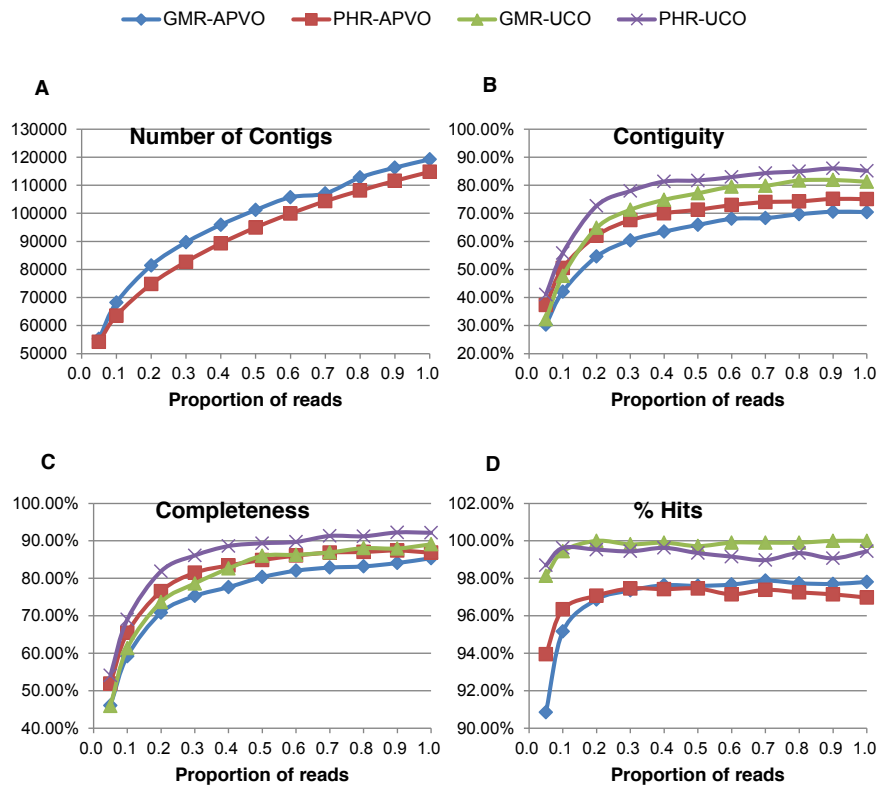 GMR-APVO PHR-APVO GMR-UCO PHR-UCO
A
Number of Contigs
130000
120000
110000
100000
90000
80000
70000
60000
50000
0.0 0.1 0.2 0.3 0.4 0.5 0.6 0.7 0.8 0.9 1.0
Proportion of reads
B
Contiguity
100.00%
90.00%
80.00%
70.00%
60.00%
50.00%
40.00%
30.00%
20.00%
0.0 0.1 0.2 0.3 0.4 0.5 0.6 0.7 0.8 0.9 1.0
Proportion of reads
C
Completeness
100.00%
90.00%
80.00%
70.00%
60.00%
50.00%
40.00%
0.0 0.1 0.2 0.3 0.4 0.5 0.6 0.7 0.8 0.9 1.0
Proportion of reads
D
% Hits
102.00%
100.00%
98.00%
96.00%
94.00%
92.00%
90.00%
0.0 0.1 0.2 0.3 0.4 0.5 0.6 0.7 0.8 0.9 1.0
Proportion of reads